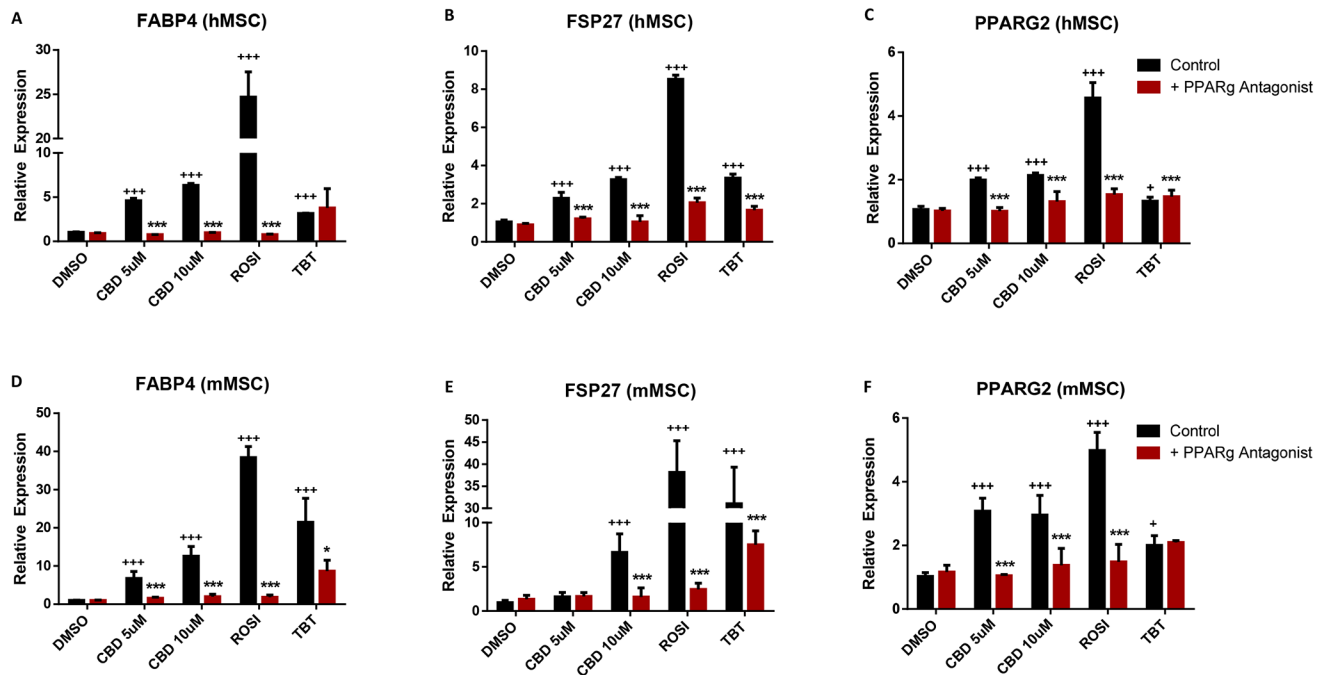 A
FABP4 (hMSC)
Relative Expression
30
25
20
15
10
5
0
+++
+++
***
+++
***
***
+++
DMSO
CBD 5uM
CBD 10uM
ROSI
TBT
B
FSP27 (hMSC)
Relative Expression
10
8
6
4
2
0
+++
***
+++
***
+++
***
+++
***
DMSO
CBD 5uM
CBD 10uM
ROSI
TBT
C
PPARG2 (hMSC)
Relative Expression
6
4
2
0
+++
***
+++
***
+++
***
+
***
DMSO
CBD 5uM
CBD 10uM
ROSI
TBT
Control
+ PPARg Antagonist
D
FABP4 (mMSC)
Relative Expression
50
40
30
20
10
0
+++
***
+++
***
+++
***
+++
*
DMSO
CBD 5uM
CBD 10uM
ROSI
TBT
E
FSP27 (mMSC)
Relative Expression
50
45
40
35
30
10
5
0
+++
***
+++
***
+++
***
DMSO
CBD 5uM
CBD 10uM
ROSI
TBT
F
PPARG2 (mMSC)
Relative Expression
6
4
2
0
+++
***
+++
***
+++
***
+
DMSO
CBD 5uM
CBD 10uM
ROSI
TBT
Control
+ PPARg Antagonist